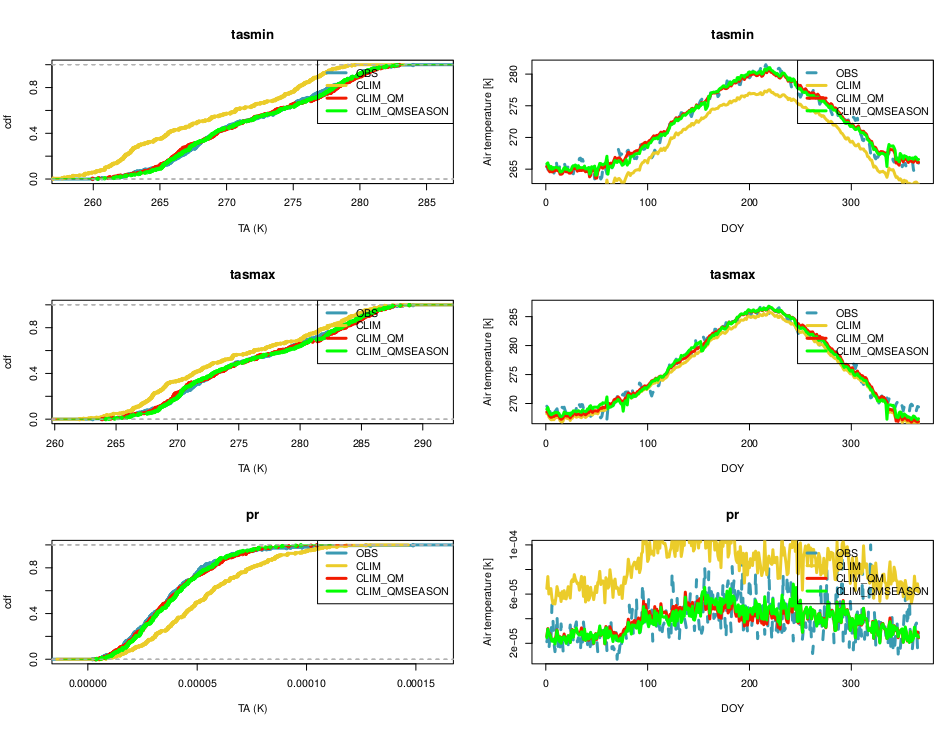 tasmin
cdf
0.0 0.4 0.8
260 265 270 275 280 285
TA (K)
OBS
CLIM
CLIM_QM
CLIM_QMSEASON
tasmin
Air temperature [k]
265 270 275 280
0 100 200 300
DOY
OBS
CLIM
CLIM_QM
CLIM_QMSEASON
tasmax
cdf
0.0 0.4 0.8
260 265 270 275 280 285 290
TA (K)
OBS
CLIM
CLIM_QM
CLIM_QMSEASON
tasmax
Air temperature [k]
270 275 280 285
0 100 200 300
DOY
OBS
CLIM
CLIM_QM
CLIM_QMSEASON
pr
cdf
0.0 0.4 0.8
0.00000 0.00005 0.00010 0.00015
TA (K)
OBS
CLIM
CLIM_QM
CLIM_QMSEASON
pr
Air temperature [k]
2e-05 6e-05 1e-04
0 100 200 300
DOY
OBS
CLIM
CLIM_QM
CLIM_QMSEASON